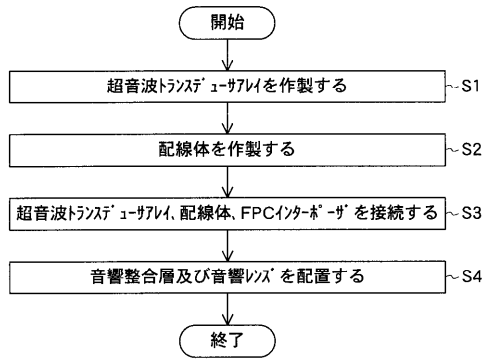 開始
超音波ﾄﾗﾝｽﾃﾞｭｰｻｱﾚｲを作製する S1
配線体を作製する S2
超音波ﾄﾗﾝｽﾃﾞｭｰｻｱﾚｲ、配線体、FPCｲﾝﾀｰﾎﾟｰｻﾞを接続する S3
音響整合層及び音響ﾚﾝｽﾞを配置する S4
終了